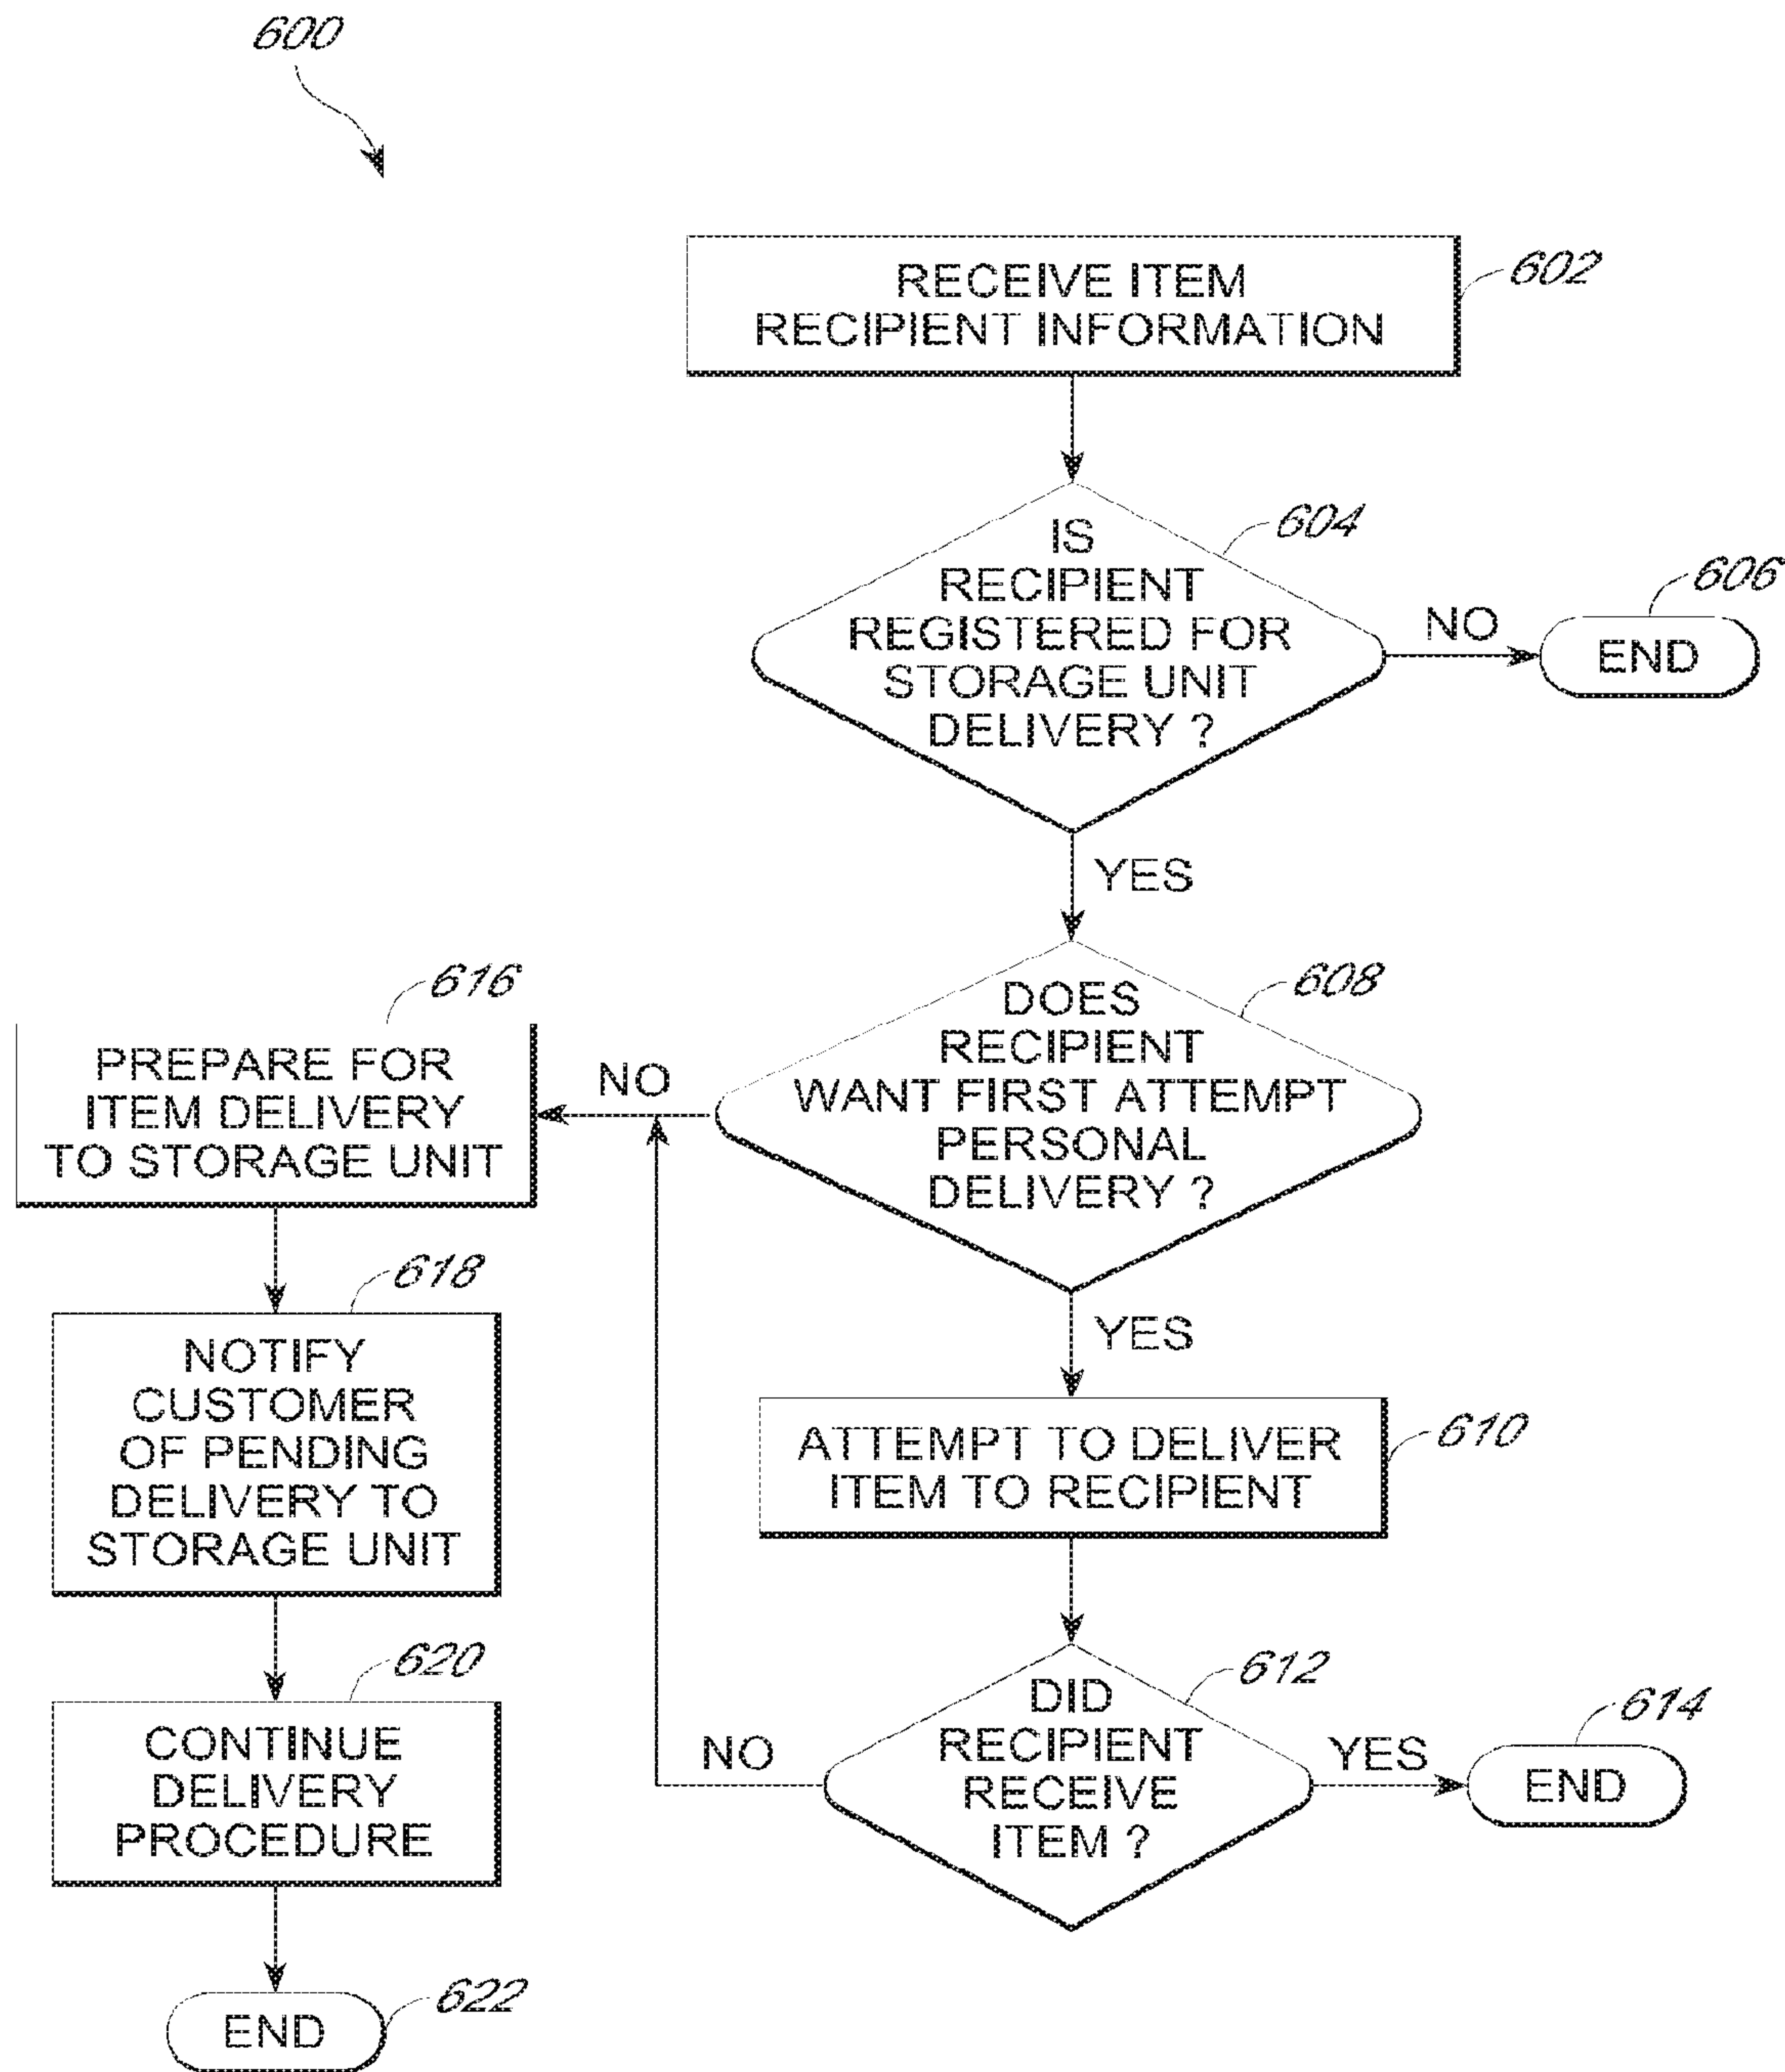 600
RECEIVE ITEM
RECIPIENT INFORMATION
602
IS
RECIPIENT
REGISTERED FOR
STORAGE UNIT
DELIVERY ?
604
NO
606
END
YES
DOES
RECIPIENT
WANT FIRST ATTEMPT
PERSONAL
DELIVERY ?
608
NO
616
PREPARE FOR
ITEM DELIVERY
TO STORAGE UNIT
618
NOTIFY
CUSTOMER
OF PENDING
DELIVERY TO
STORAGE UNIT
620
CONTINUE
DELIVERY
PROCEDURE
END
622
YES
ATTEMPT TO DELIVER
ITEM TO RECIPIENT
610
DID
RECIPIENT
RECEIVE
ITEM ?
612
NO
YES
614
END